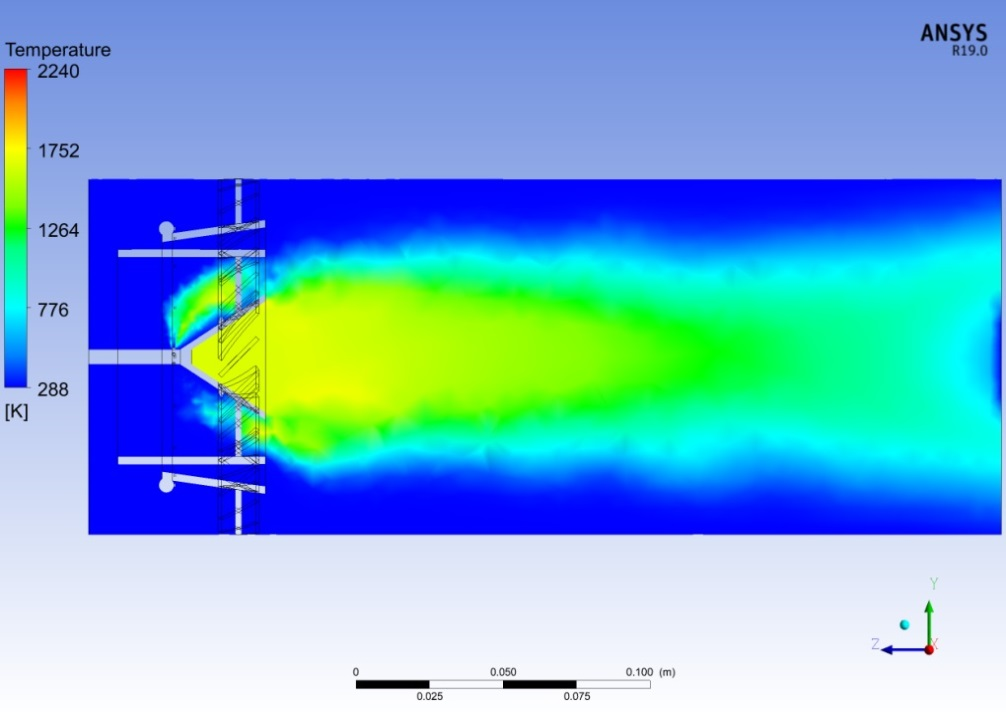 ANSYS
R19.0
Temperature
2240
1752
1264
776
288
[K]
Y
Z
X
0 0.050 0.100 (m)
0.025 0.075